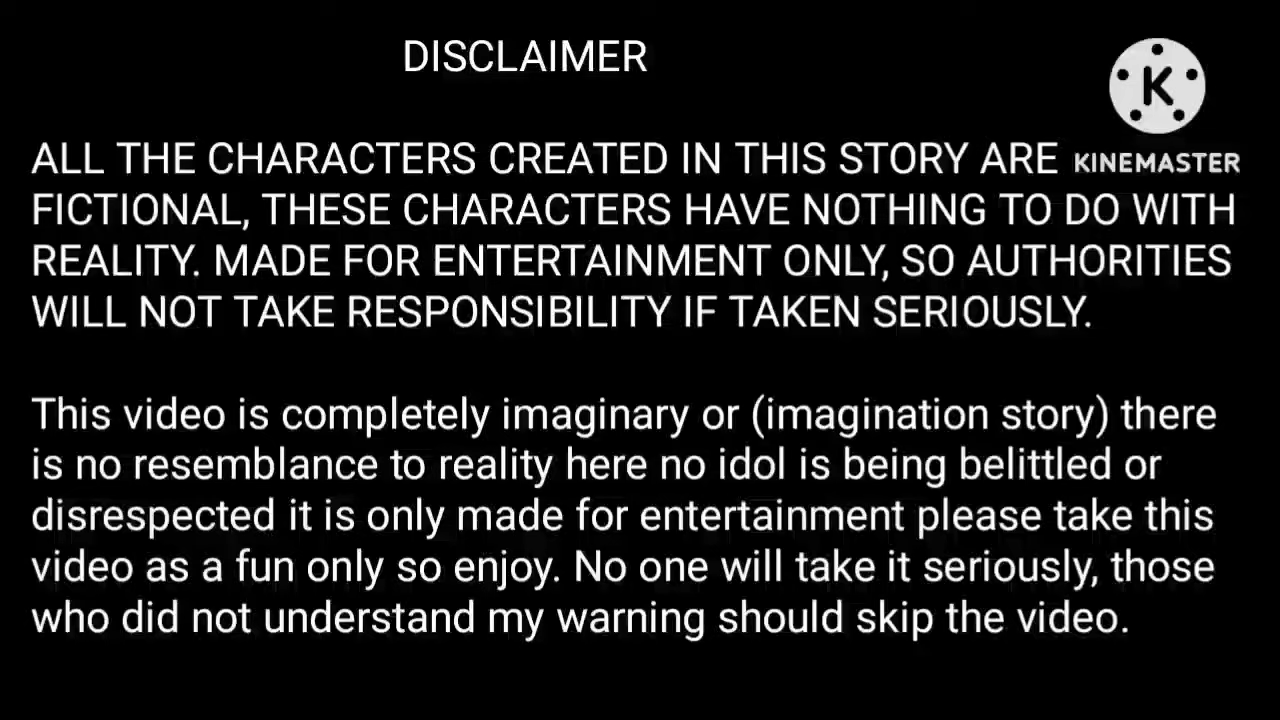 DISCLAIMER
K
KINEMASTER
ALL THE CHARACTERS CREATED IN THIS STORY ARE
FICTIONAL, THESE CHARACTERS HAVE NOTHING TO DO WITH
REALITY. MADE FOR ENTERTAINMENT ONLY, SO AUTHORITIES
WILL NOT TAKE RESPONSIBILITY IF TAKEN SERIOUSLY.
This video is completely imaginary or (imagination story) there
is no resemblance to reality here no idol is being belittled or
disrespected it is only made for entertainment please take this
video as a fun only so enjoy. No one will take it seriously, those
who did not understand my warning should skip the video.